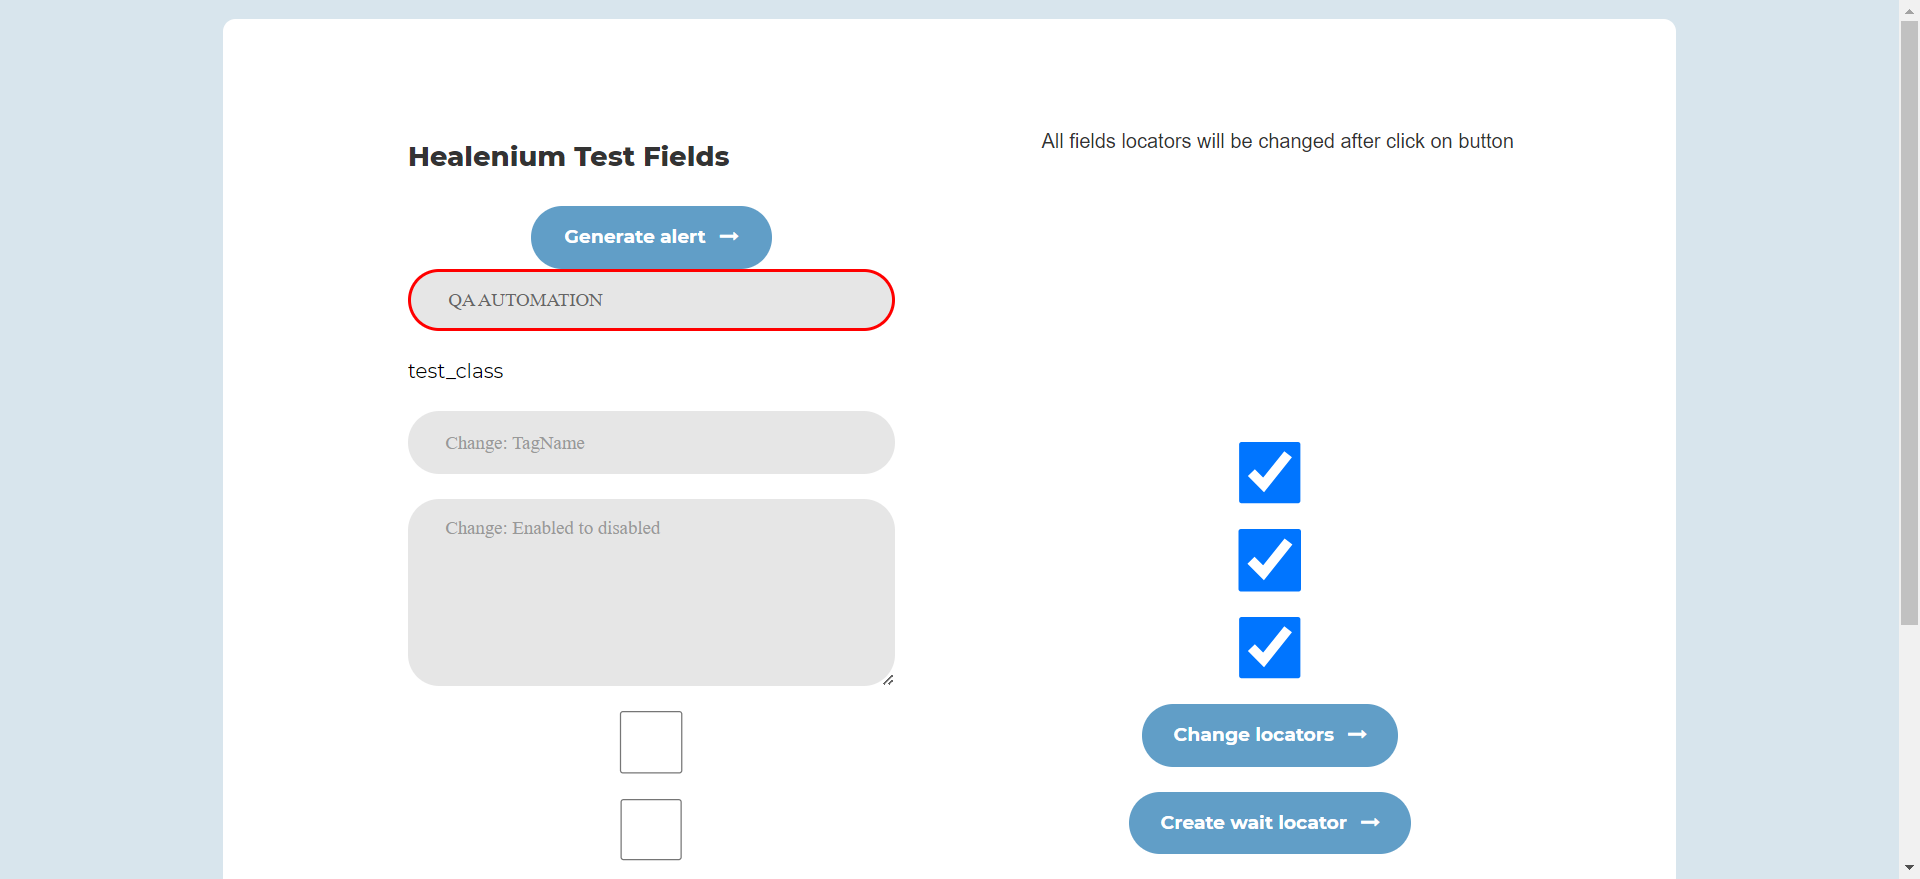 Healenium Test Fields
All fields locators will be changed after click on button
Generate alert
QA AUTOMATION
test_class
Change: TagName
Change: Enabled to disabled
Change locators
Create wait locator